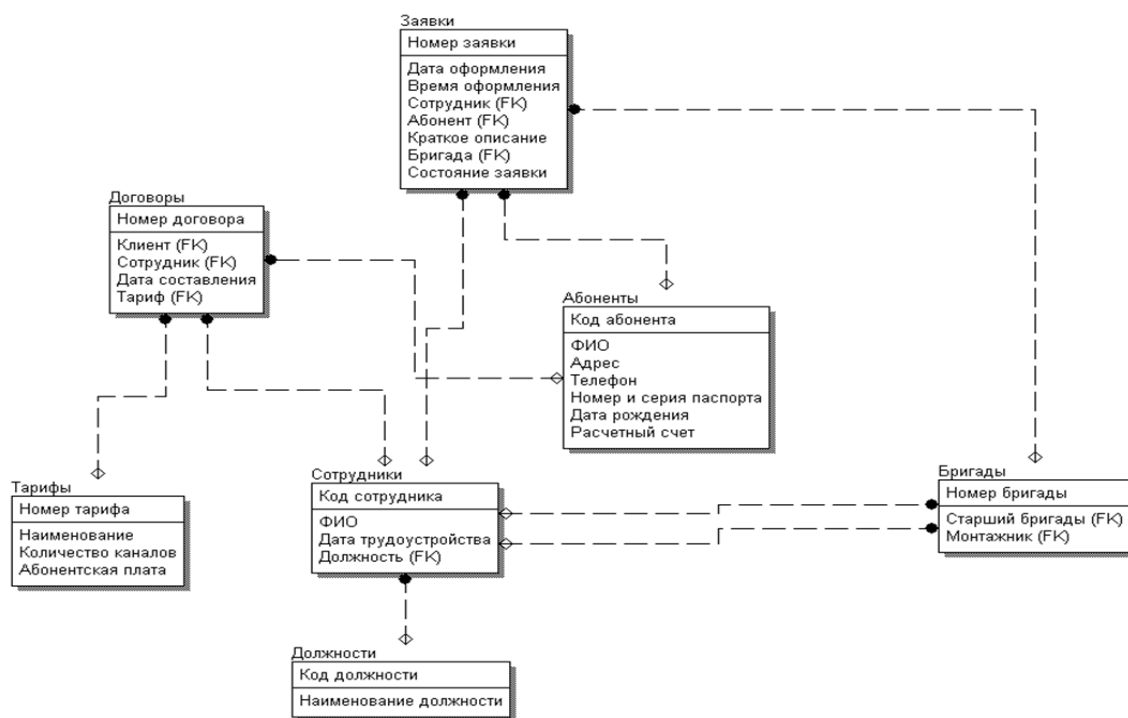 Заявки
Номер заявки
Дата оформления
Время оформления
Сотрудник (FK)
Абонент (FK)
Краткое описание
Бригада (FK)
Состояние заявки
Договоры
Номер договора
Клиент (FK)
Сотрудник (FK)
Дата составления
Тариф (FK)
Абоненты
Код абонента
ФИО
Адрес
Телефон
Номер и серия паспорта
Дата рождения
Расчетный счет
Тарифы
Номер тарифа
Наименование
Количество каналов
Абонентская плата
Сотрудники
Код сотрудника
ФИО
Дата трудоустройства
Должность (FK)
Бригады
Номер бригады
Старший бригады (FK)
Монтажник (FK)
Должности
Код должности
Наименование должности